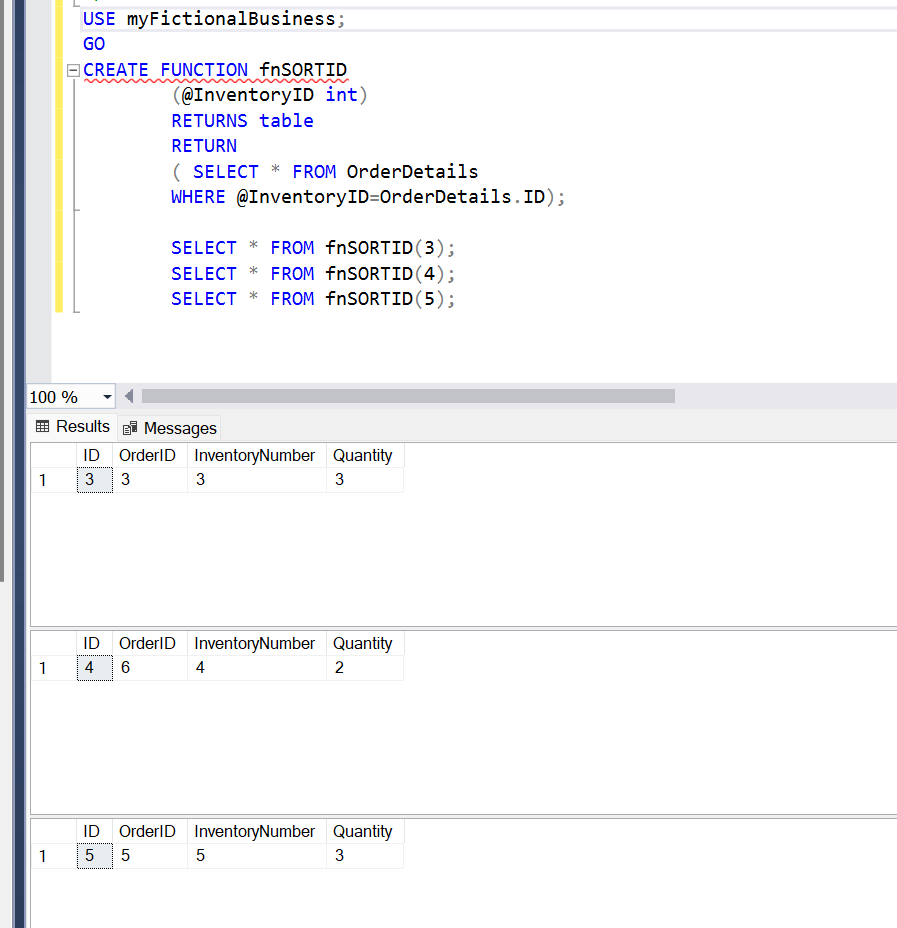 USE myFictionalBusiness;
GO
CREATE FUNCTION fnSORTID
(@InventoryID int)
RETURNS table
RETURN
( SELECT * FROM OrderDetails
WHERE @InventoryID=OrderDetails.ID);
SELECT * FROM fnSORTID(3);
SELECT * FROM fnSORTID(4);
SELECT * FROM fnSORTID(5);
100 %
Results Messages
ID OrderID InventoryNumber Quantity
1 3 3 3 3
ID OrderID InventoryNumber Quantity
1 4 6 4 2
ID OrderID InventoryNumber Quantity
1 5 5 5 3